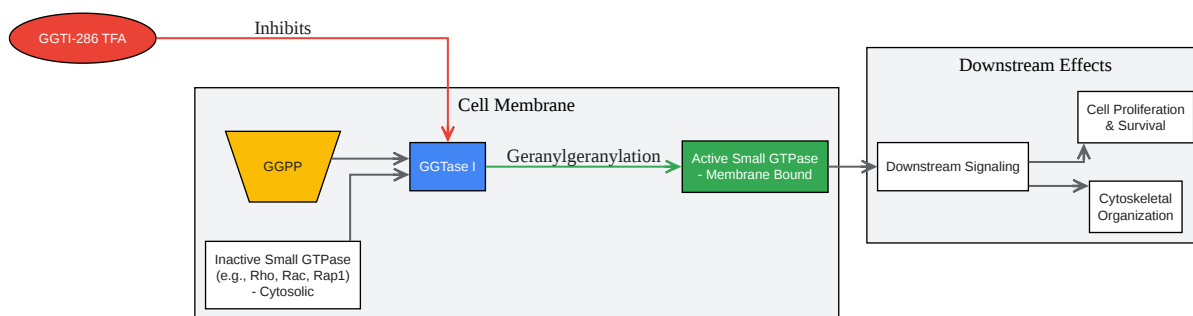 GGTI-286 TFA
Inhibits
Cell Membrane
GGPP
GGTase I
Geranylgeranylation
Active Small GTPase
- Membrane Bound
Inactive Small GTPase
(e.g., Rho, Rac, Rap1)
- Cytosolic
Downstream Effects
Downstream Signaling
Cell Proliferation
& Survival
Cytoskeletal
Organization